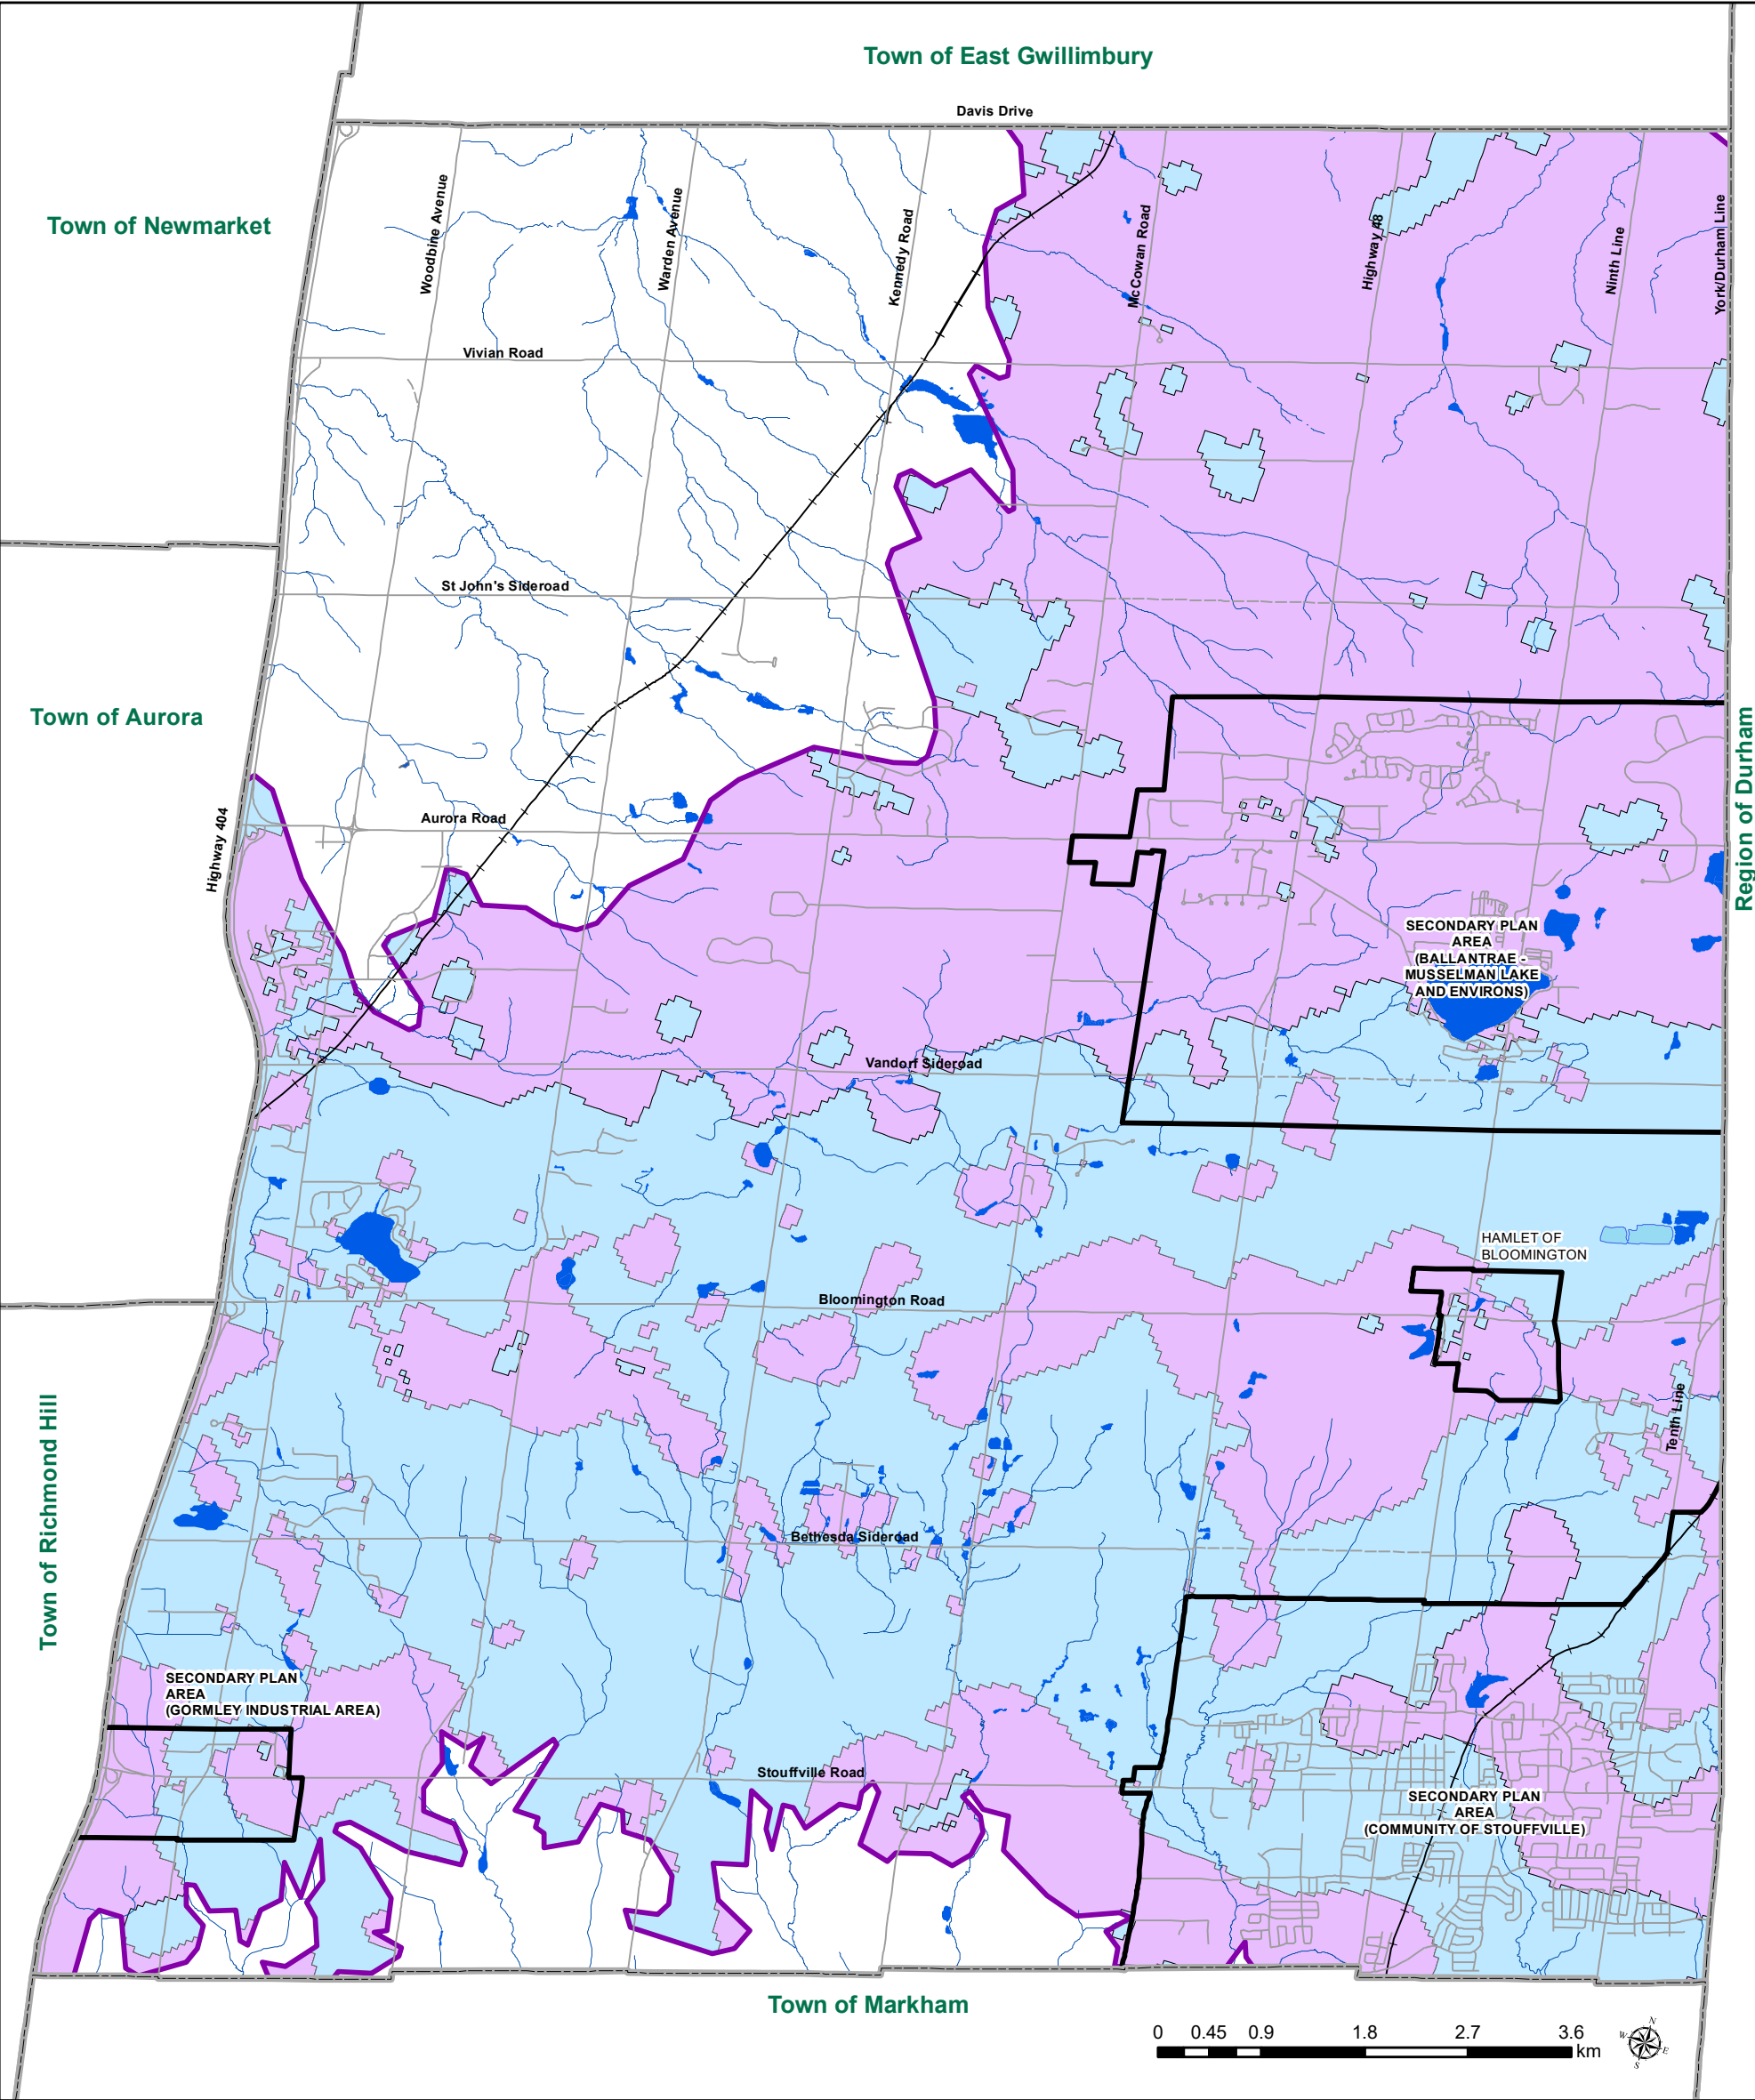 Town of East Gwillimbury
Davis Drive
Town of Newmarket
Woodbine Avenue
Warden Avenue
Kennedy Road
McCowan Road
Highway 48
Ninth Line
York/Durham Line
Vivian Road
St John's Sideroad
Town of Aurora
Region of Durham
Highway 404
Aurora Road
SECONDARY PLAN
AREA
(BALLANTRAE -
MUSSELMAN LAKE
AND ENVIRONS)
Vandorf Sideroad
HAMLET OF
BLOOMINGTON
Bloomington Road
Town of Richmond Hill
Tenth Line
Bethesda Sideroad
SECONDARY PLAN
AREA
(GORMLEY INDUSTRIAL AREA)
Stouffville Road
SECONDARY PLAN
AREA
(COMMUNITY OF STOUFFVILLE)
Town of Markham
0 0.45 0.9 1.8 2.7 3.6
km
N
W
E
S